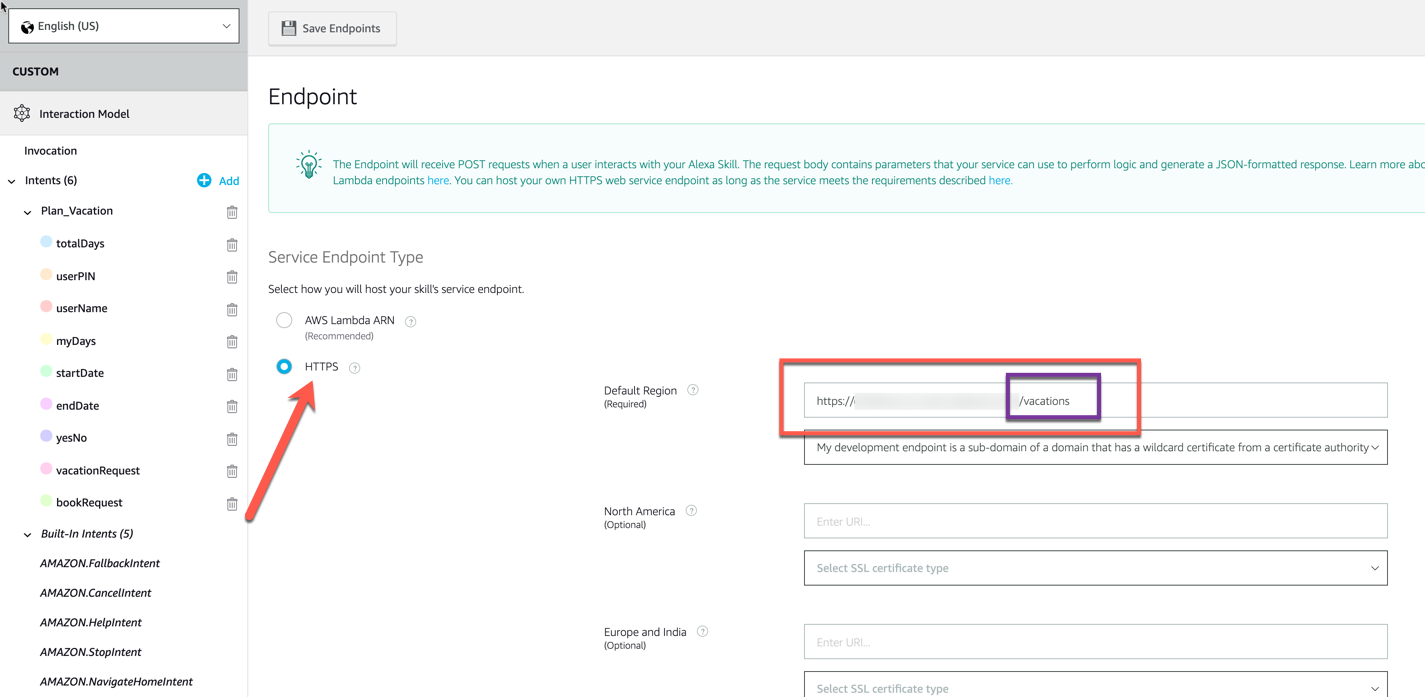 English (US)
Save Endpoints
CUSTOM
Interaction Model
Invocation
Intents (6)
Add
Plan_Vacation
totalDays
userPIN
userName
myDays
startDate
endDate
yesNo
vacationRequest
bookRequest
Built-In Intents (5)
AMAZON.FallbackIntent
AMAZON.CancelIntent
AMAZON.HelpIntent
AMAZON.StopIntent
AMAZON.NavigateHomeIntent
Endpoint
The Endpoint will receive POST requests when a user interacts with your Alexa Skill. The request body contains parameters that your service can use to perform logic and generate a JSON-formatted response. Learn more
Lambda endpoints here. You can host your own HTTPS web service endpoint as long as the service meets the requirements described here.
Service Endpoint Type
Select how you will host your skill's service endpoint.
AWS Lambda ARN ?
(Recommended)
HTTPS ?
Default Region ?
(Required)
https:// /vacations
My development endpoint is a sub-domain of a domain that has a wildcard certificate from a certificate authority
North America ?
(Optional)
Enter URI...
Select SSL certificate type
Europe and India ?
(Optional)
Enter URI...
Select SSL certificate type